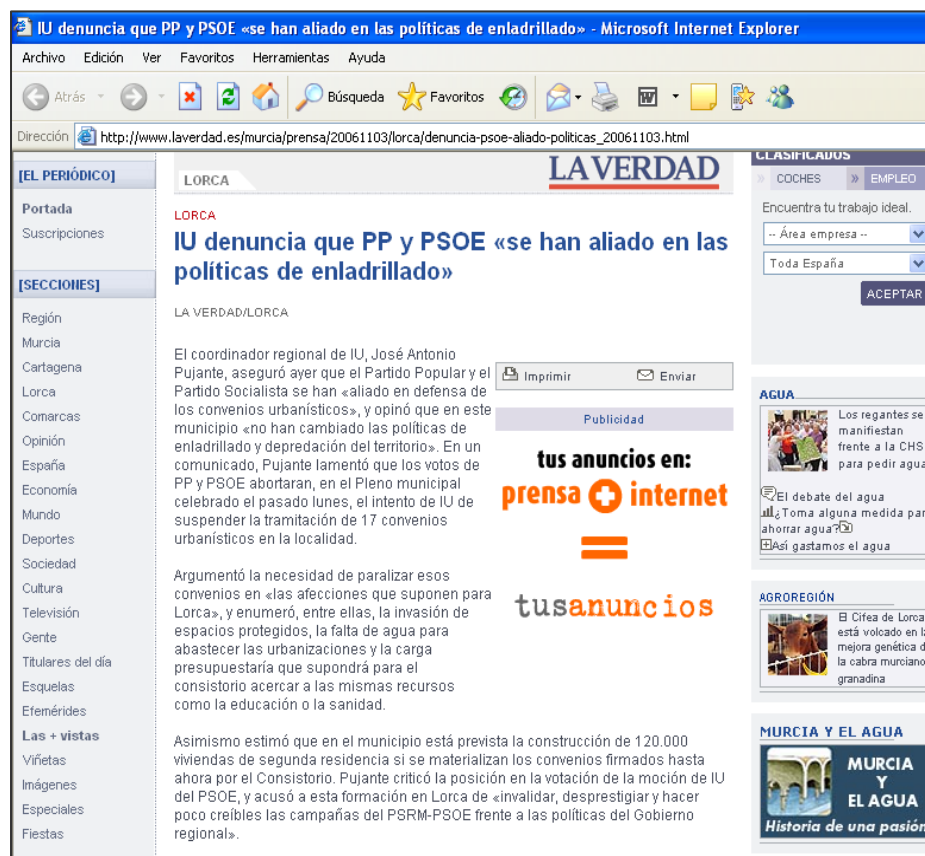 IU denuncia que PP y PSOE «se han aliado en las políticas de enladrillado» - Microsoft Internet Explorer
Archivo Edición Ver Favoritos Herramientas Ayuda
Atrás Búsqueda Favoritos
Dirección http://www.laverdad.es/murcia/prensa/20061103/lorca/denuncia-psoe-aliado-politicas_20061103.html
[EL PERIÓDICO]
Portada
Suscripciones
[SECCIONES]
Región
Murcia
Cartagena
Lorca
Comarcas
Opinión
España
Economía
Mundo
Deportes
Sociedad
Cultura
Televisión
Gente
Titulares del día
Esquelas
Efemérides
Las + vistas
Viñetas
Imágenes
Especiales
Fiestas
LORCA
LA VERDAD
LORCA
IU denuncia que PP y PSOE «se han aliado en las
políticas de enladrillado»
LA VERDAD/LORCA
El coordinador regional de IU, José Antonio
Pujante, aseguró ayer que el Partido Popular y el
Partido Socialista se han «aliado en defensa de
los convenios urbanísticos», y opinó que en este
municipio «no han cambiado las políticas de
enladrillado y depredación del territorio». En un
comunicado, Pujante lamentó que los votos de
PP y PSOE abortaran, en el Pleno municipal
celebrado el pasado lunes, el intento de IU de
suspender la tramitación de 17 convenios
urbanísticos en la localidad.
Argumentó la necesidad de paralizar esos
convenios en «las afecciones que suponen para
Lorca», y enumeró, entre ellas, la invasión de
espacios protegidos, la falta de agua para
abastecer las urbanizaciones y la carga
presupuestaría que supondrá para el
consistorio acercar a las mismas recursos
como la educación o la sanidad.
Asimismo estimó que en el municipio está prevista la construcción de 120.000
viviendas de segunda residencia si se materializan los convenios firmados hasta
ahora por el Consistorio. Pujante criticó la posición en la votación de la moción de IU
del PSOE, y acusó a esta formación en Lorca de «invalidar, desprestigiar y hacer
poco creíbles las campañas del PSRM-PSOE frente a las políticas del Gobierno
regional».
Imprimir Enviar
Publicidad
tus anuncios en:
prensa + internet
=
tusanuncios
CLASIFICADOS
» COCHES » EMPLEO
Encuentra tu trabajo ideal.
-- Área empresa --
Toda España
ACEPTAR
AGUA
Los regantes se
manifiestan
frente a la CHS
para pedir agua
El debate del agua
¿Toma alguna medida par
ahorrar agua?
Así gastamos el agua
AGROREGIÓN
El Cifea de Lorca
está volcado en l
mejora genética d
la cabra murciano
granadina
MURCIA Y EL AGUA
MURCIA
Y
EL AGUA
Historia de una pasión